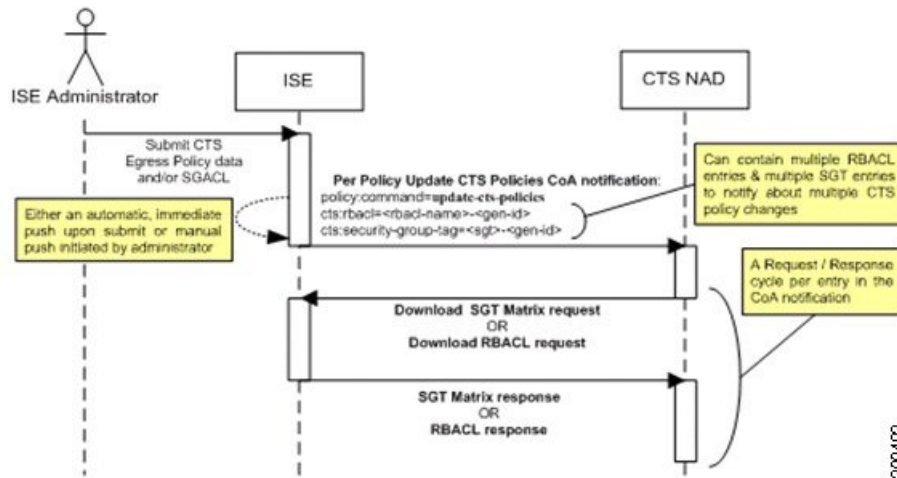 ISE Administrator
ISE
CTS NAD
Submit CTS
Egress Policy data
and/or SGACL
Can contain multiple RBACL
entries & multiple SGT entries
to notify about multiple CTS
policy changes
Per Policy Update CTS Policies CoA notification:
policy:command=update-cts-policies
cts:rbacl=<rbacl-name>-<gen-id>
cts:security-group-tag=<sgt>-<gen-id>
Either an automatic, immediate
push upon submit or manual
push initiated by administrator
A Request / Response
cycle per entry in the
CoA notification
Download SGT Matrix request
OR
Download RBACL request
SGT Matrix response
OR
RBACL response